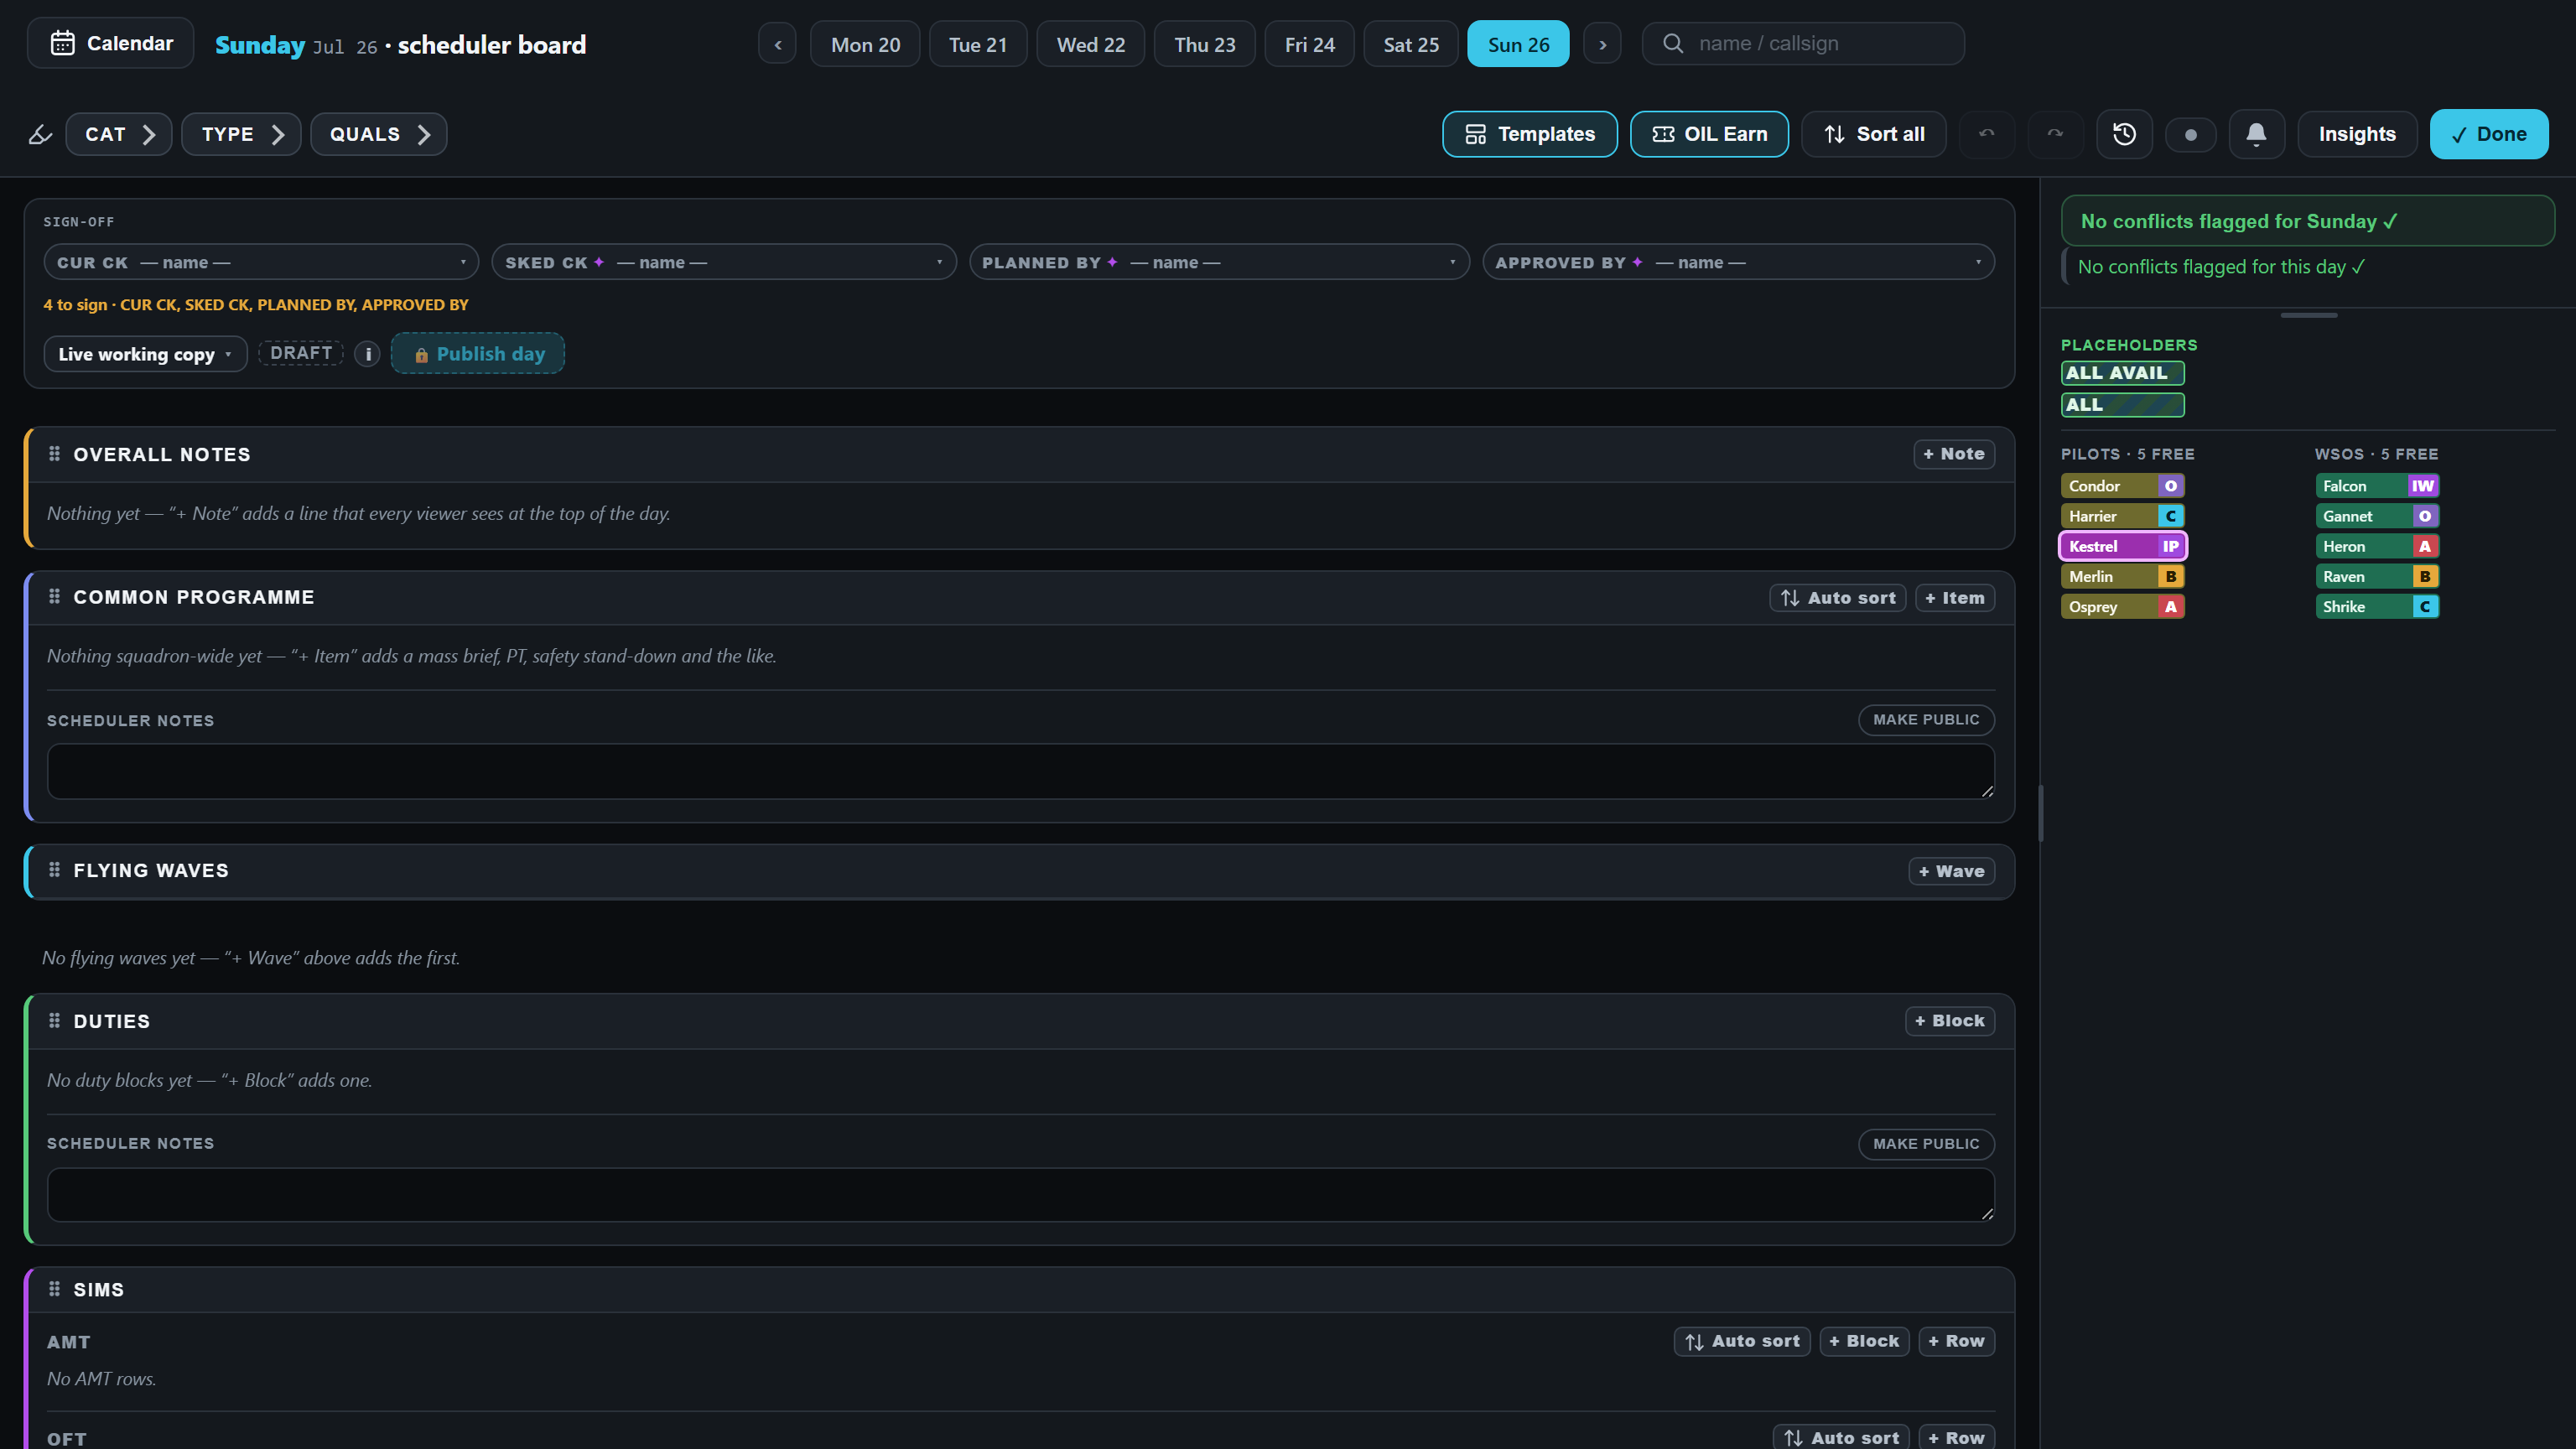 Calendar
Sunday Jul 26 • scheduler board
‹ Mon 20 Tue 21 Wed 22 Thu 23 Fri 24 Sat 25 Sun 26 ›
name / callsign
CAT TYPE QUALS
Templates OIL Earn Sort all Insights ✓ Done
SIGN-OFF
CUR CK — name —
SKED CK ✦ — name —
PLANNED BY ✦ — name —
APPROVED BY ✦ — name —
4 to sign · CUR CK, SKED CK, PLANNED BY, APPROVED BY
Live working copy DRAFT i Publish day
OVERALL NOTES + Note
Nothing yet — “+ Note” adds a line that every viewer sees at the top of the day.
COMMON PROGRAMME Auto sort + Item
Nothing squadron-wide yet — “+ Item” adds a mass brief, PT, safety stand-down and the like.
SCHEDULER NOTES MAKE PUBLIC
FLYING WAVES + Wave
No flying waves yet — “+ Wave” above adds the first.
DUTIES + Block
No duty blocks yet — “+ Block” adds one.
SCHEDULER NOTES MAKE PUBLIC
SIMS
AMT Auto sort + Block + Row
No AMT rows.
OFT Auto sort + Row
No conflicts flagged for Sunday ✓
No conflicts flagged for this day ✓
PLACEHOLDERS
ALL AVAIL
ALL
PILOTS · 5 FREE
Condor O
Harrier C
Kestrel IP
Merlin B
Osprey A
WSOS · 5 FREE
Falcon IW
Gannet O
Heron A
Raven B
Shrike C